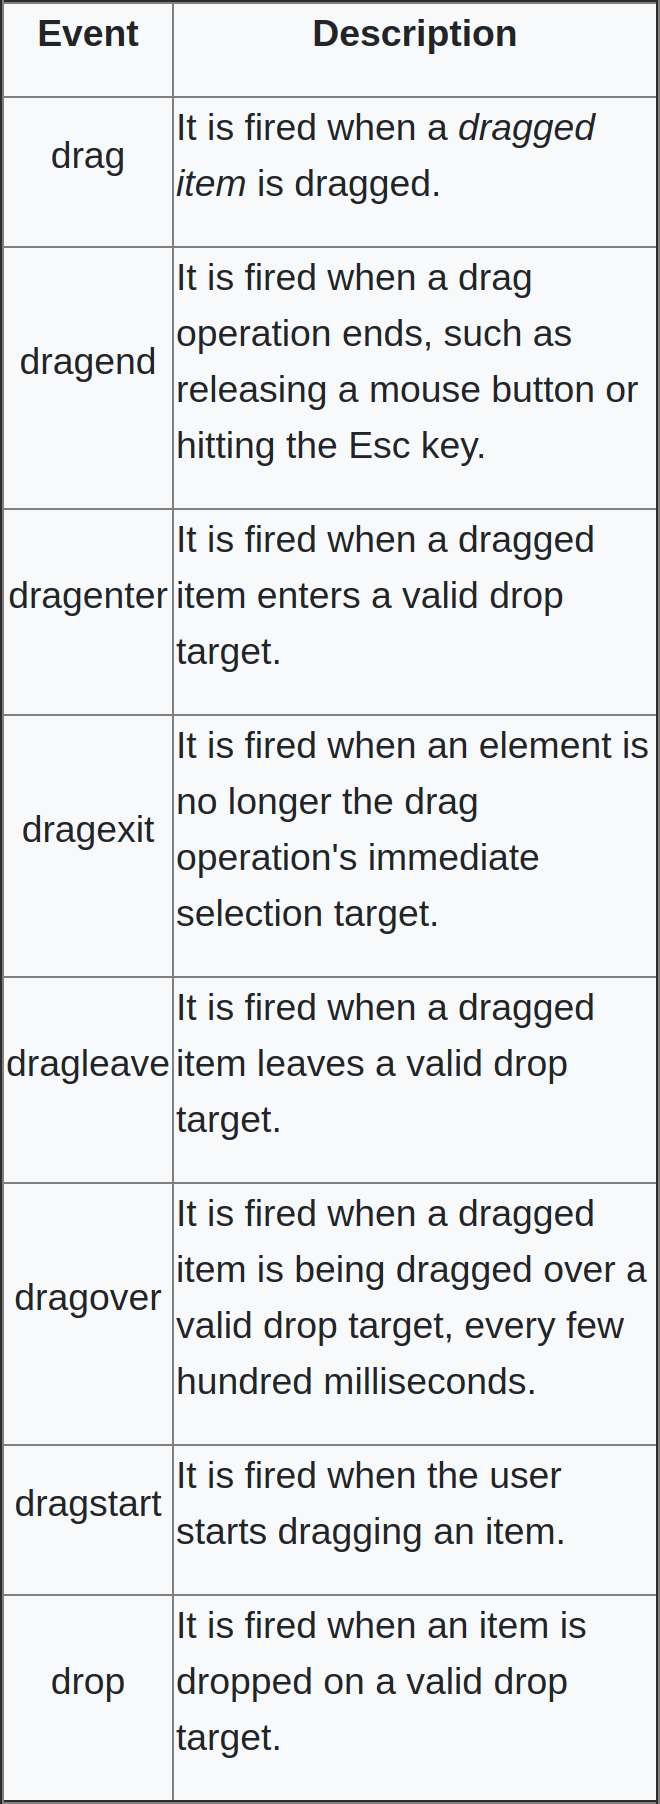 Event Description
drag
It is fired when a dragged
item is dragged.
dragend
It is fired when a drag
operation ends, such as
releasing a mouse button or
hitting the Esc key.
dragenter
It is fired when a dragged
item enters a valid drop
target.
dragexit
It is fired when an element is
no longer the drag
operation's immediate
selection target.
dragleave
It is fired when a dragged
item leaves a valid drop
target.
dragover
It is fired when a dragged
item is being dragged over a
valid drop target, every few
hundred milliseconds.
dragstart
It is fired when the user
starts dragging an item.
drop
It is fired when an item is
dropped on a valid drop
target.